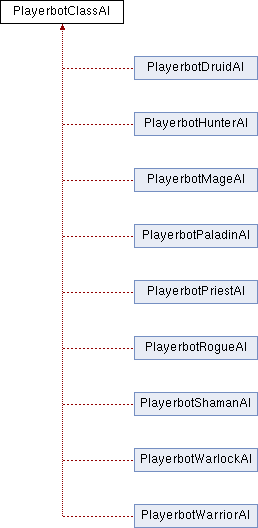 PlayerbotClassAI
PlayerbotDruidAI
PlayerbotHunterAI
PlayerbotMageAI
PlayerbotPaladinAI
PlayerbotPriestAI
PlayerbotRogueAI
PlayerbotShamanAI
PlayerbotWarlockAI
PlayerbotWarriorAI